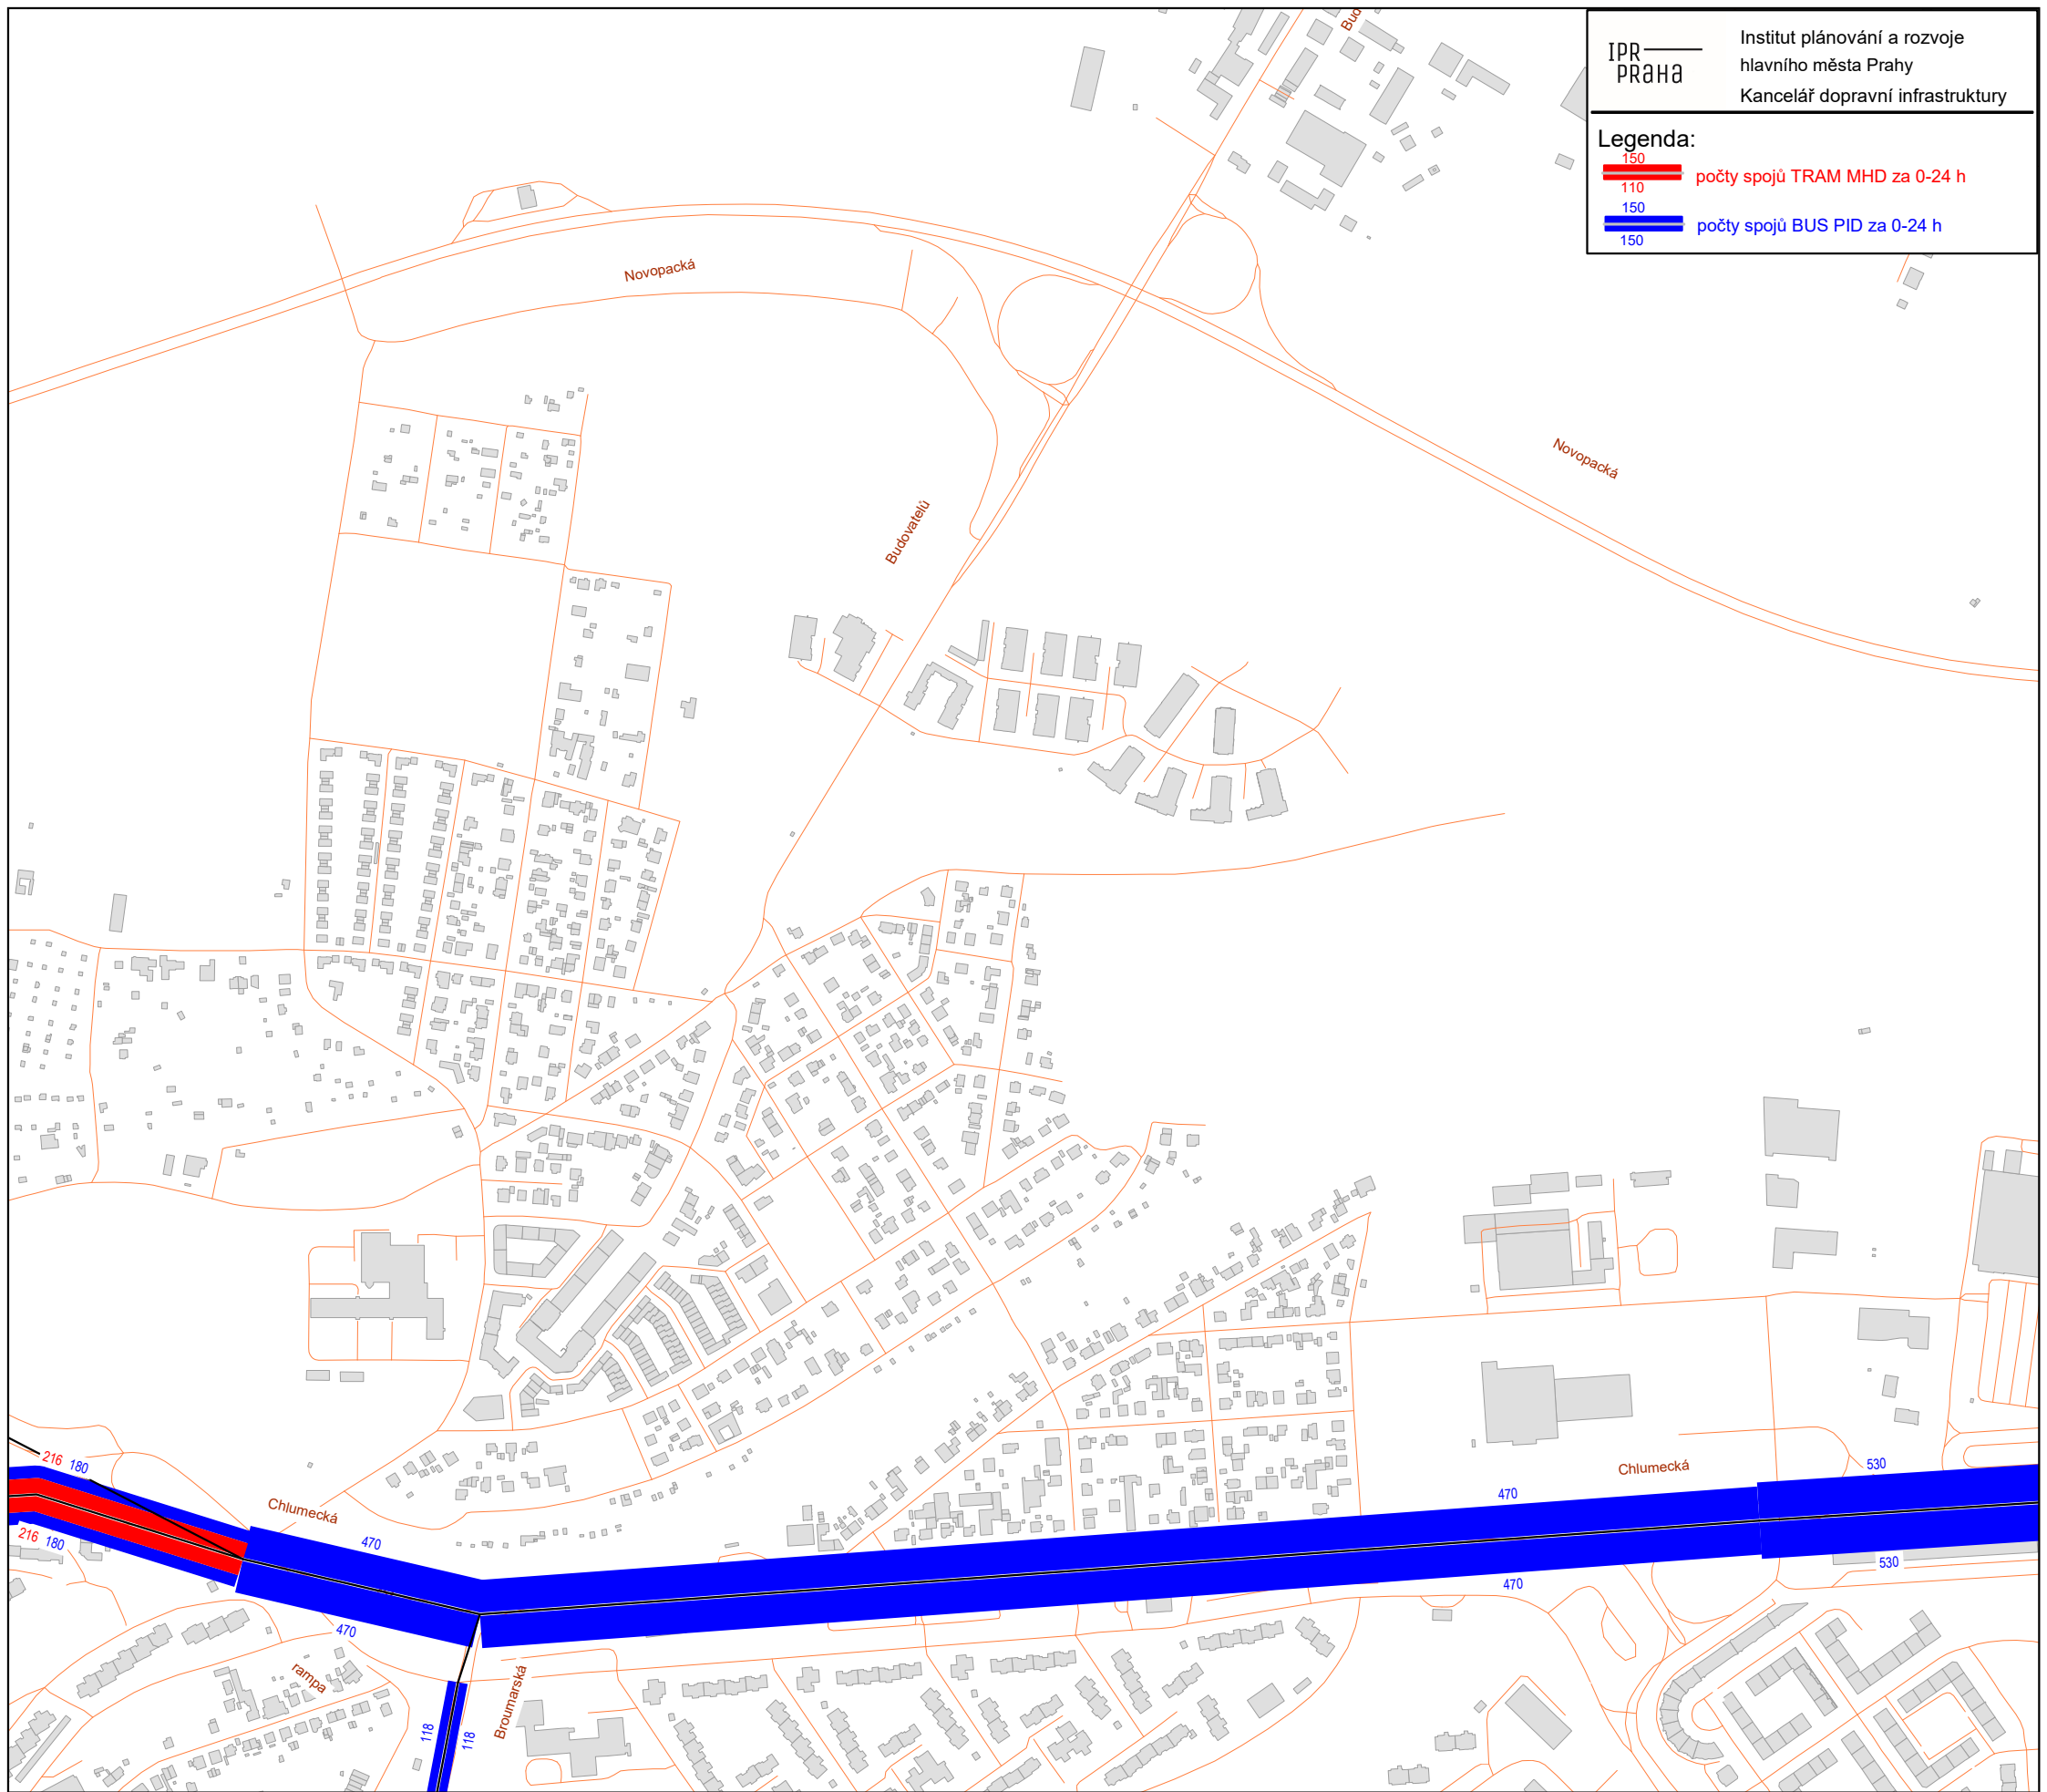 Bud
IPR
PRAHA
Institut plánování a rozvoje
hlavního města Prahy
Kancelář dopravní infrastruktury
Legenda:
150
110
počty spojů TRAM MHD za 0-24 h
150
150
počty spojů BUS PID za 0-24 h
Novopacká
Novopacká
Budovatelů
216 180
216 180
Chlumecká
470
470
Chlumecká
470
470
530
530
rampa
Broumarská
118
118